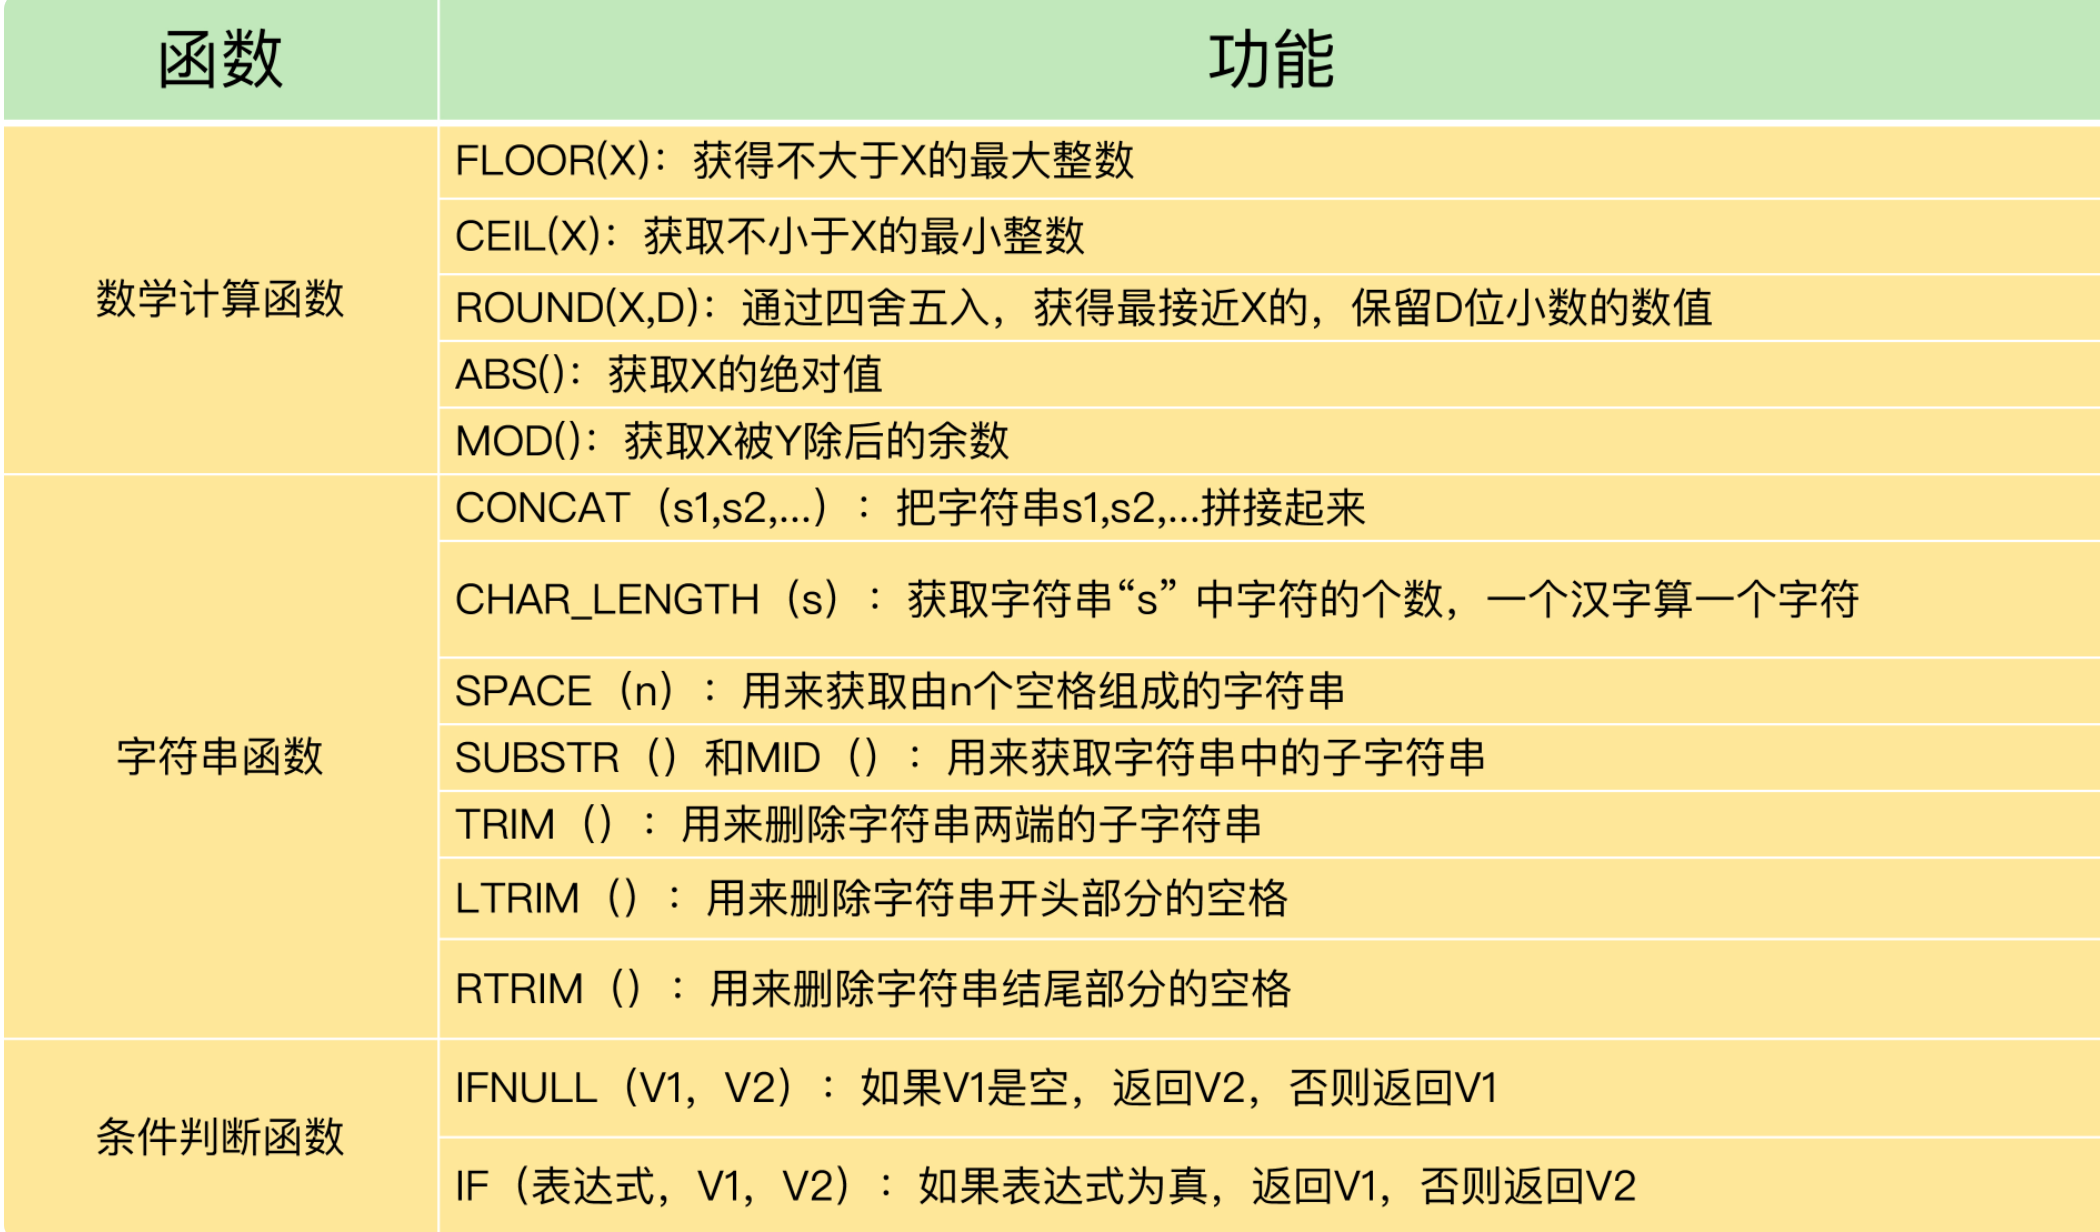 函数
功能
数学计算函数
FLOOR(X)：获得不大于X的最大整数
CEIL(X)：获取不小于X的最小整数
ROUND(X,D)：通过四舍五入，获得最接近X的，保留D位小数的数值
ABS()：获取X的绝对值
MOD()：获取X被Y除后的余数
字符串函数
CONCAT（s1,s2,...）：把字符串s1,s2,...拼接起来
CHAR_LENGTH（s）：获取字符串“s” 中字符的个数，一个汉字算一个字符
SPACE（n）：用来获取由n个空格组成的字符串
SUBSTR（）和MID（）：用来获取字符串中的子字符串
TRIM（）：用来删除字符串两端的子字符串
LTRIM（）：用来删除字符串开头部分的空格
RTRIM（）：用来删除字符串结尾部分的空格
条件判断函数
IFNULL（V1，V2）：如果V1是空，返回V2，否则返回V1
IF（表达式，V1，V2）：如果表达式为真，返回V1，否则返回V2